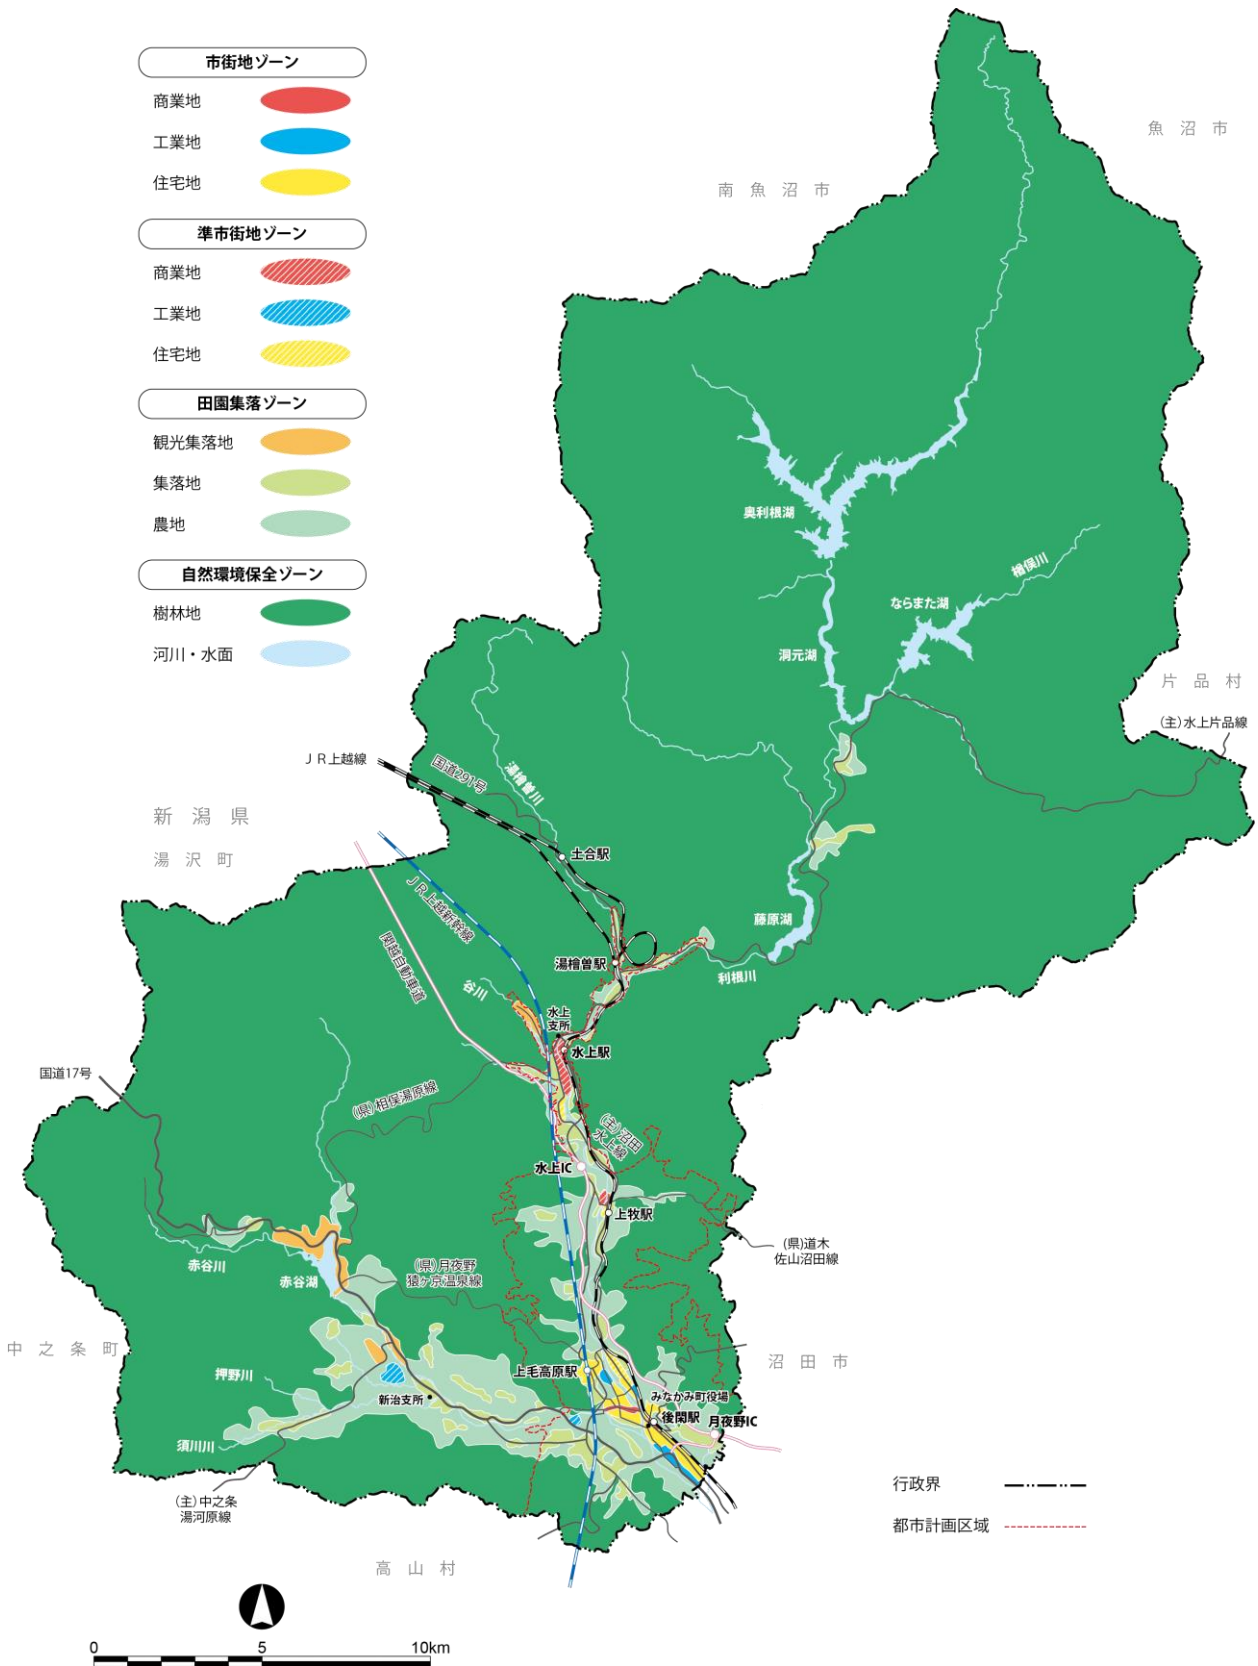 市街地ゾーン
商業地
工業地
住宅地
準市街地ゾーン
商業地
工業地
住宅地
田園集落ゾーン
観光集落地
集落地
農地
自然環境保全ゾーン
樹林地
河川・水面
魚沼市
南魚沼市
奥利根湖
檜俣川
ならまた湖
洞元湖
片品村
(主)水上片品線
JR上越線
国道291号
湯檜曽川
新潟県
湯沢町
土合駅
JR上越新幹線
関越自動車道
藤原湖
湯檜曽駅
利根川
谷川
水上
支所
水上駅
国道17号
(県)相俣湯原線
(主)沼田
水上線
水上IC
上牧駅
(県)道木
佐山沼田線
赤谷川
赤谷湖
(県)月夜野
猿ヶ京温泉線
中之条町
沼田市
押野川
上毛高原駅
新治支所
みなかみ町役場
後閑駅
月夜野IC
須川川
(主)中之条
湯河原線
行政界
都市計画区域
高山村
0 5 10km